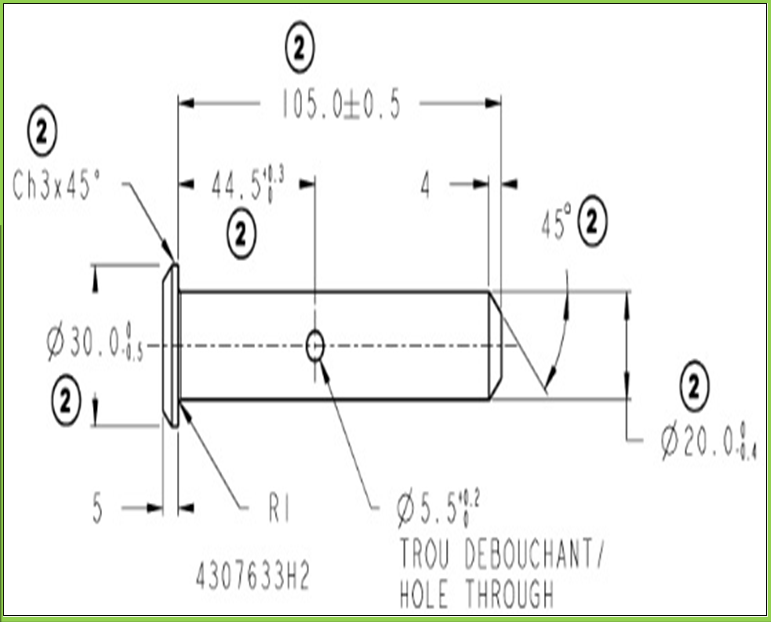 2
105.0±0.5
2
Ch3x45°
44.5 +0.3 0
4
2
45° 2
Ø30.0 0 -0.5
2
2
Ø20.0 0 -0.4
5
R1
Ø5.5 +0.2 0
TROU DEBOUCHANT/
HOLE THROUGH
4307633H2